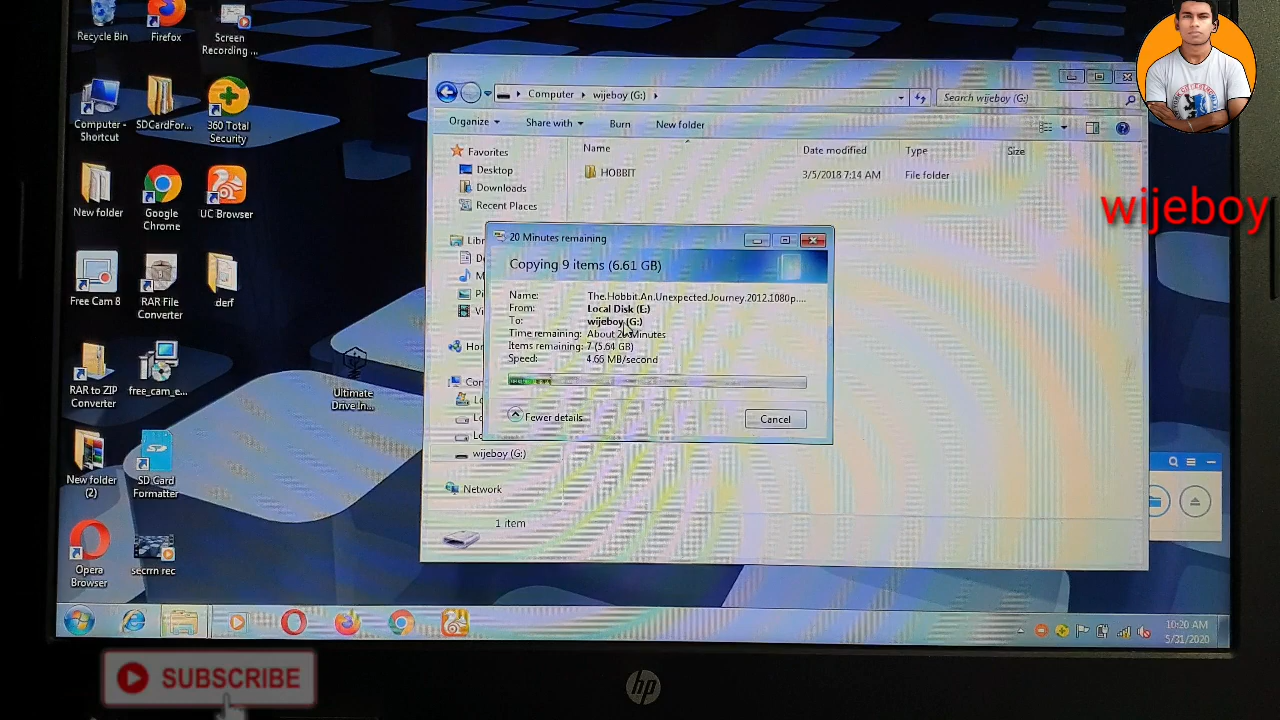 Recycle Bin
Firefox
Screen
Recording ...
Computer -
Shortcut
SDCardFor...
360 Total
Security
New folder
Google
Chrome
UC Browser
Free Cam 8
RAR File
Converter
derf
RAR to ZIP
Converter
free_cam_e...
Ultimate
Drive In...
New folder
(2)
SD Card
Formatter
Opera
Browser
secrrn rec
Computer
wijeboy (G:)
Search wijeboy (G:)
Organize
Share with
Burn
New folder
Favorites
Desktop
Downloads
Recent Places
wijeboy (G:)
Network
Name
Date modified
Type
Size
HOBBIT
3/5/2018 7:14 AM
File folder
20 Minutes remaining
Copying 9 items (6.61 GB)
Name: The.Hobbit.An.Unexpected.Journey.2012.1080p....
From: Local Disk (E:)
To: wijeboy (G:)
Time remaining: About 20 Minutes
Items remaining: 7 (5.64 GB)
Speed: 4.66 MB/second
Fewer details
Cancel
1 item
10:20 AM
5/31/2020
wijeboy
SUBSCRIBE
hp